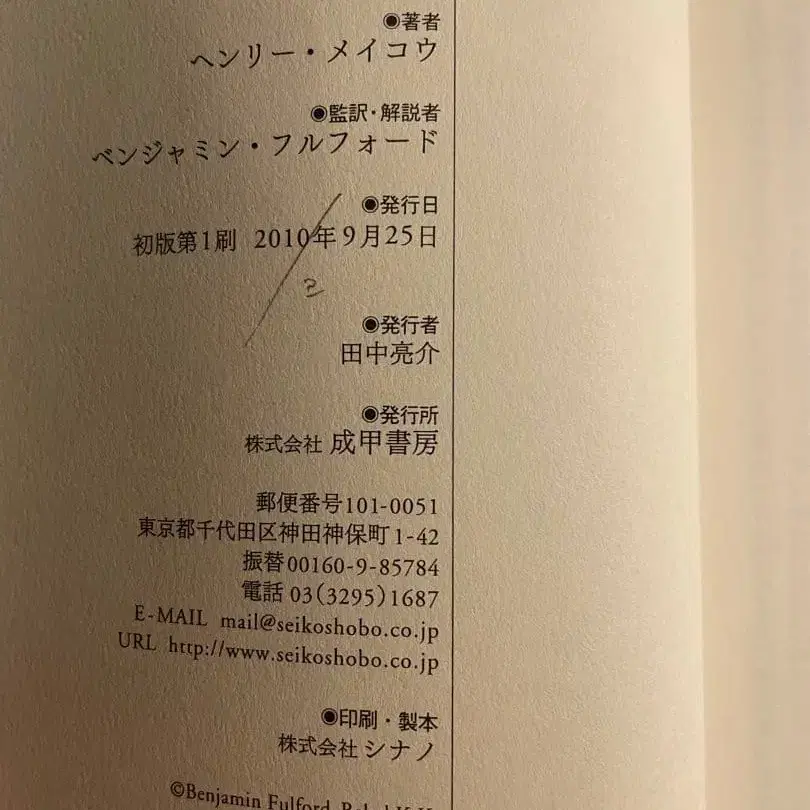 ◉著者
ヘンリー・メイコウ
◉監訳・解説者
ベンジャミン・フルフォード
◉発行日
初版第1刷 2010年9月25日
◉発行者
田中亮介
◉発行所
株式会社 成甲書房
郵便番号101-0051
東京都千代田区神田神保町1-42
振替00160-9-85784
電話 03(3295)1687
E-MAIL mail@seikoshobo.co.jp
URL http://www.seikoshobo.co.jp
◉印刷・製本
株式会社 シナノ
©Benjamin Fulford